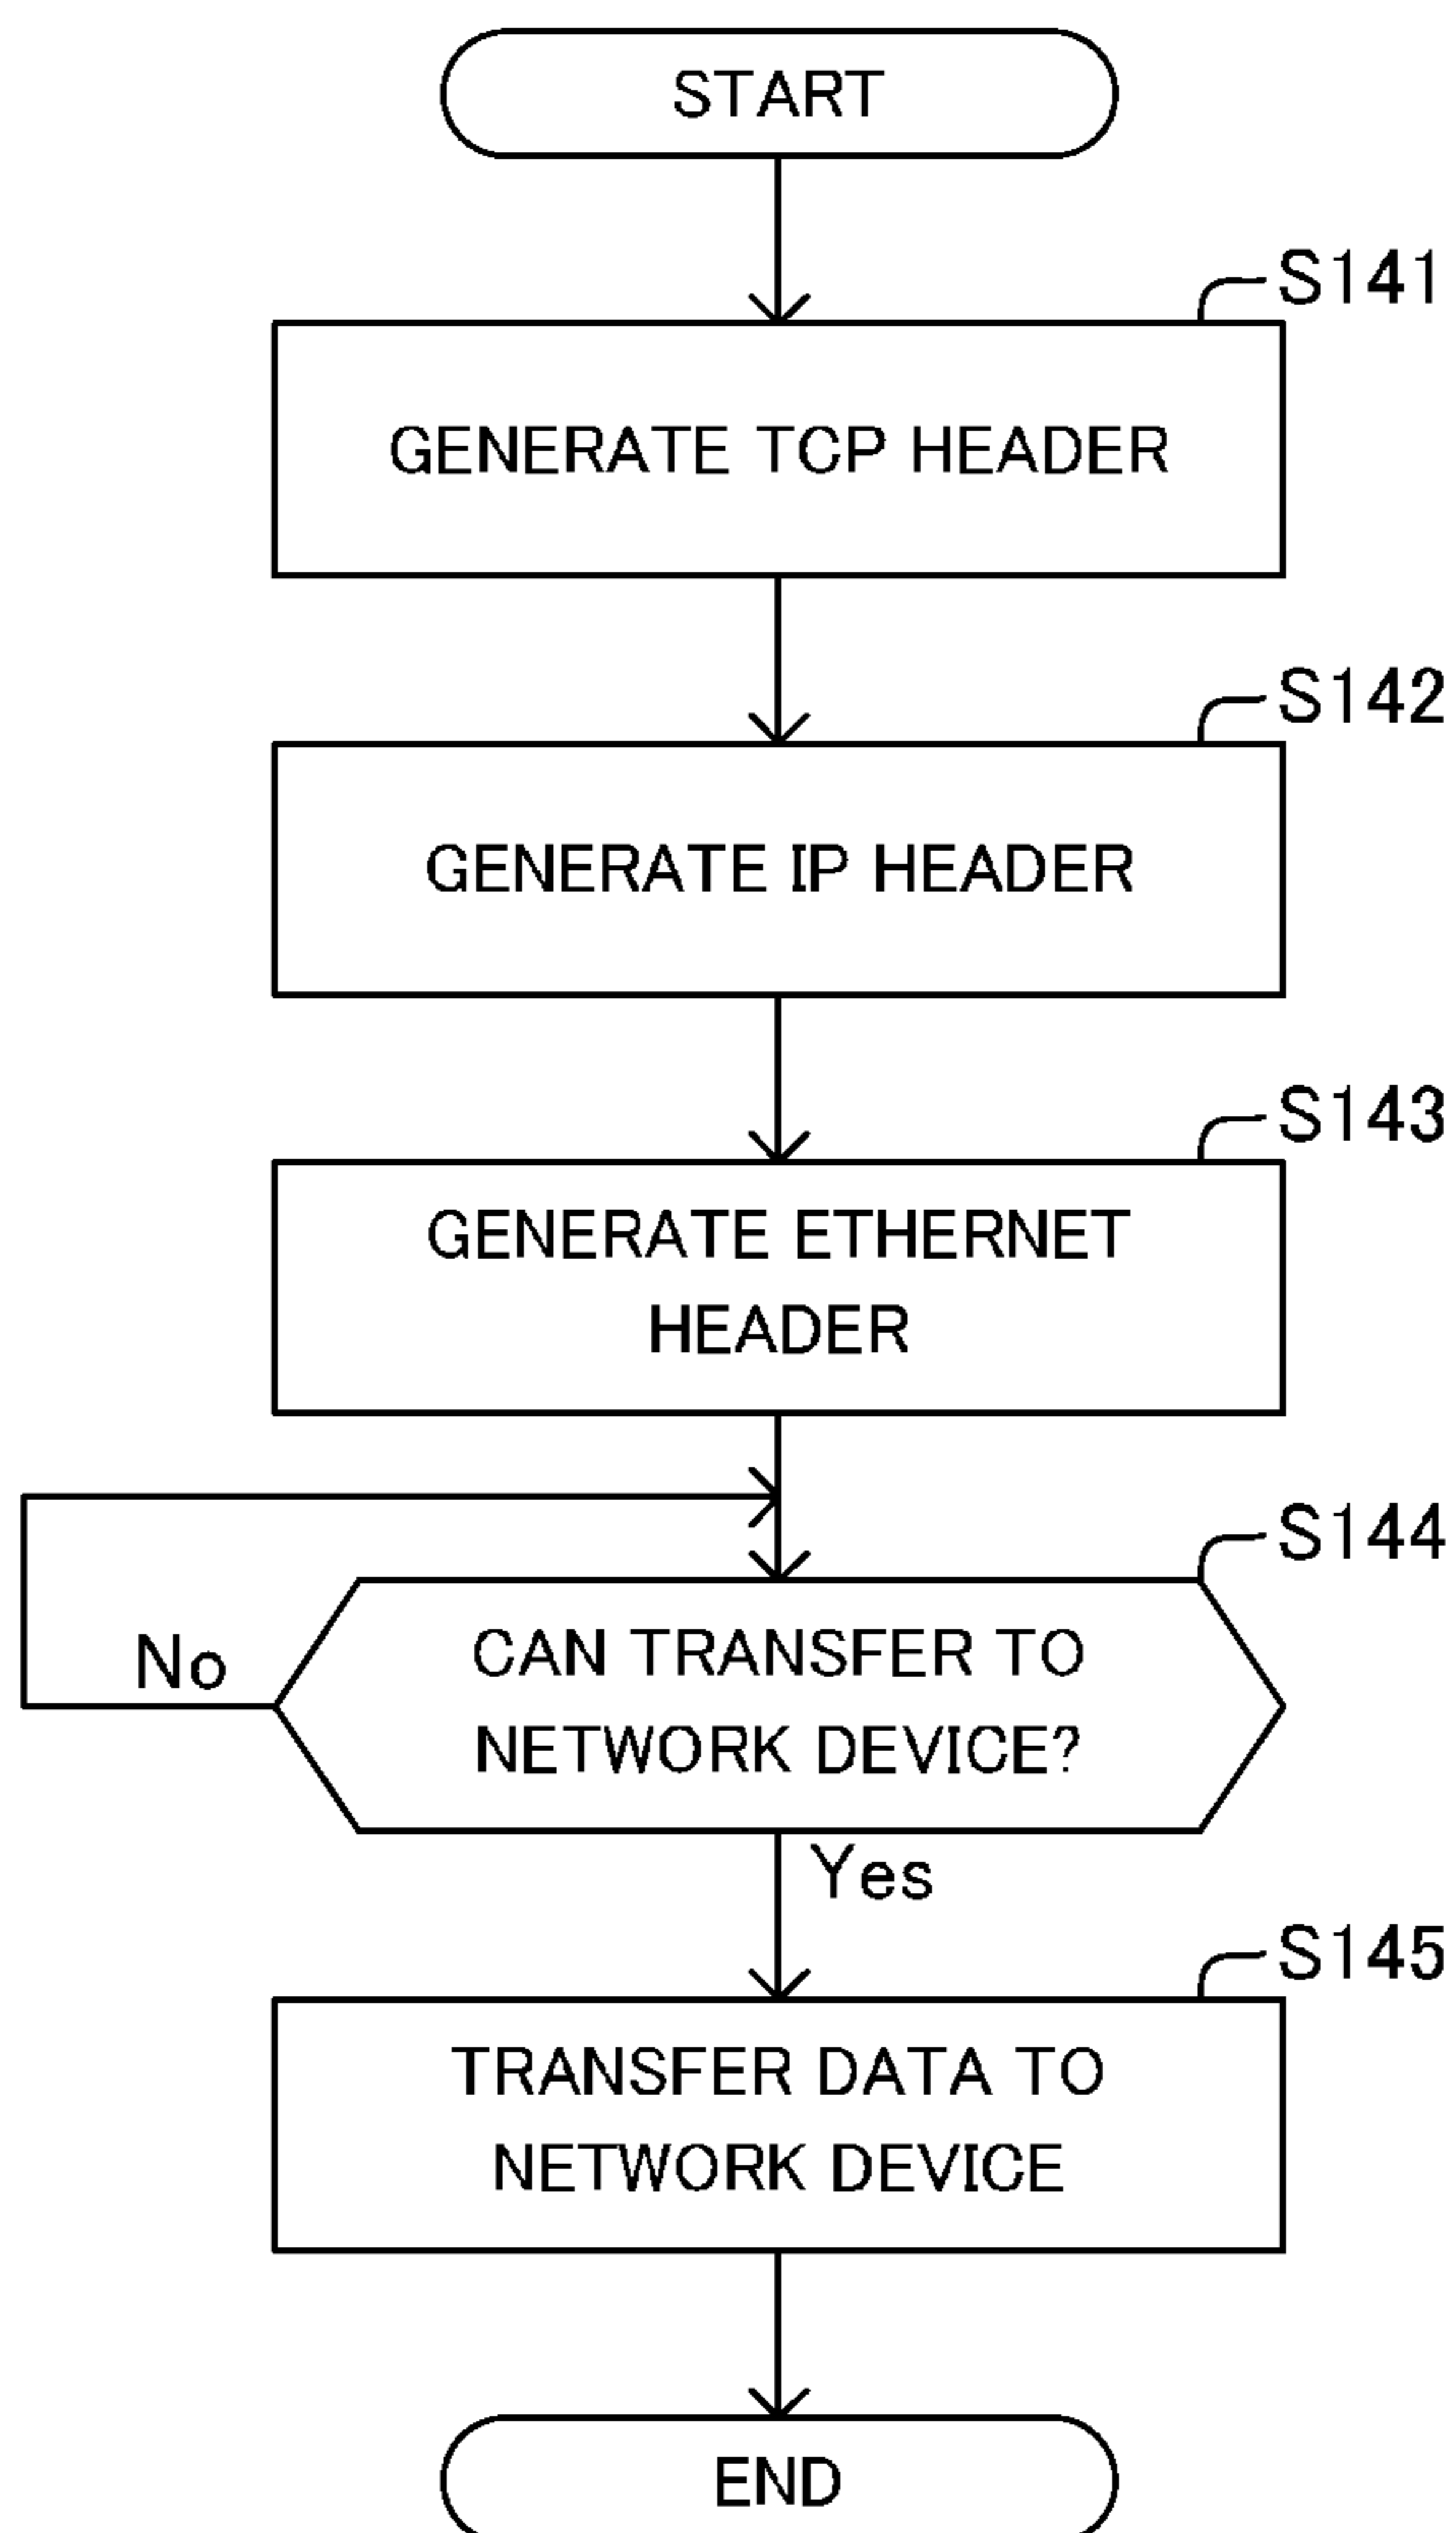 START
S141
GENERATE TCP HEADER
S142
GENERATE IP HEADER
S143
GENERATE ETHERNET
HEADER
S144
CAN TRANSFER TO
NETWORK DEVICE?
No
Yes
S145
TRANSFER DATA TO
NETWORK DEVICE
END